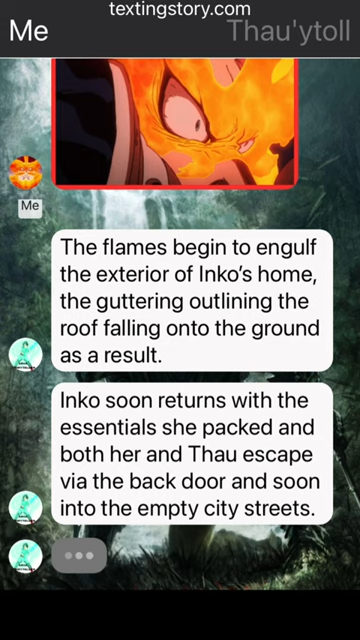 textingstory.com
Me
Thau'ytoll
Me
The flames begin to engulf
the exterior of Inko’s home,
the guttering outlining the
roof falling onto the ground
as a result.
Inko soon returns with the
essentials she packed and
both her and Thau escape
via the back door and soon
into the empty city streets.